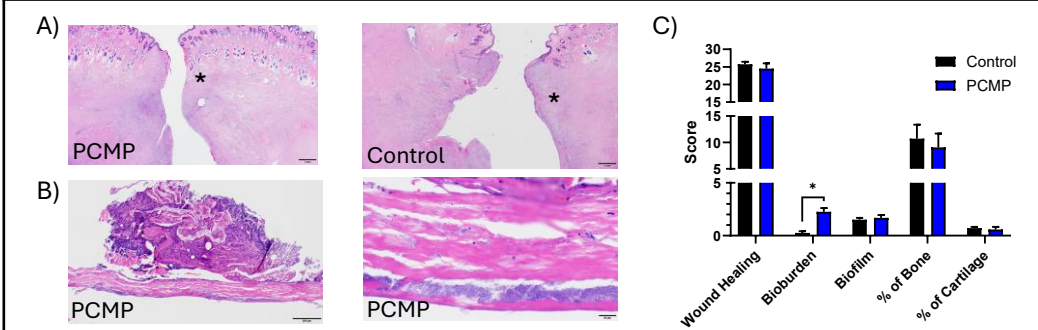 A)
*
PCMP
*
Control
B)
PCMP
PCMP
C)
Control
PCMP
Score
30
25
20
15
15
10
5
5
0
*
Wound Healing
Bioburden
Biofilm
% of Bone
% of Cartilage